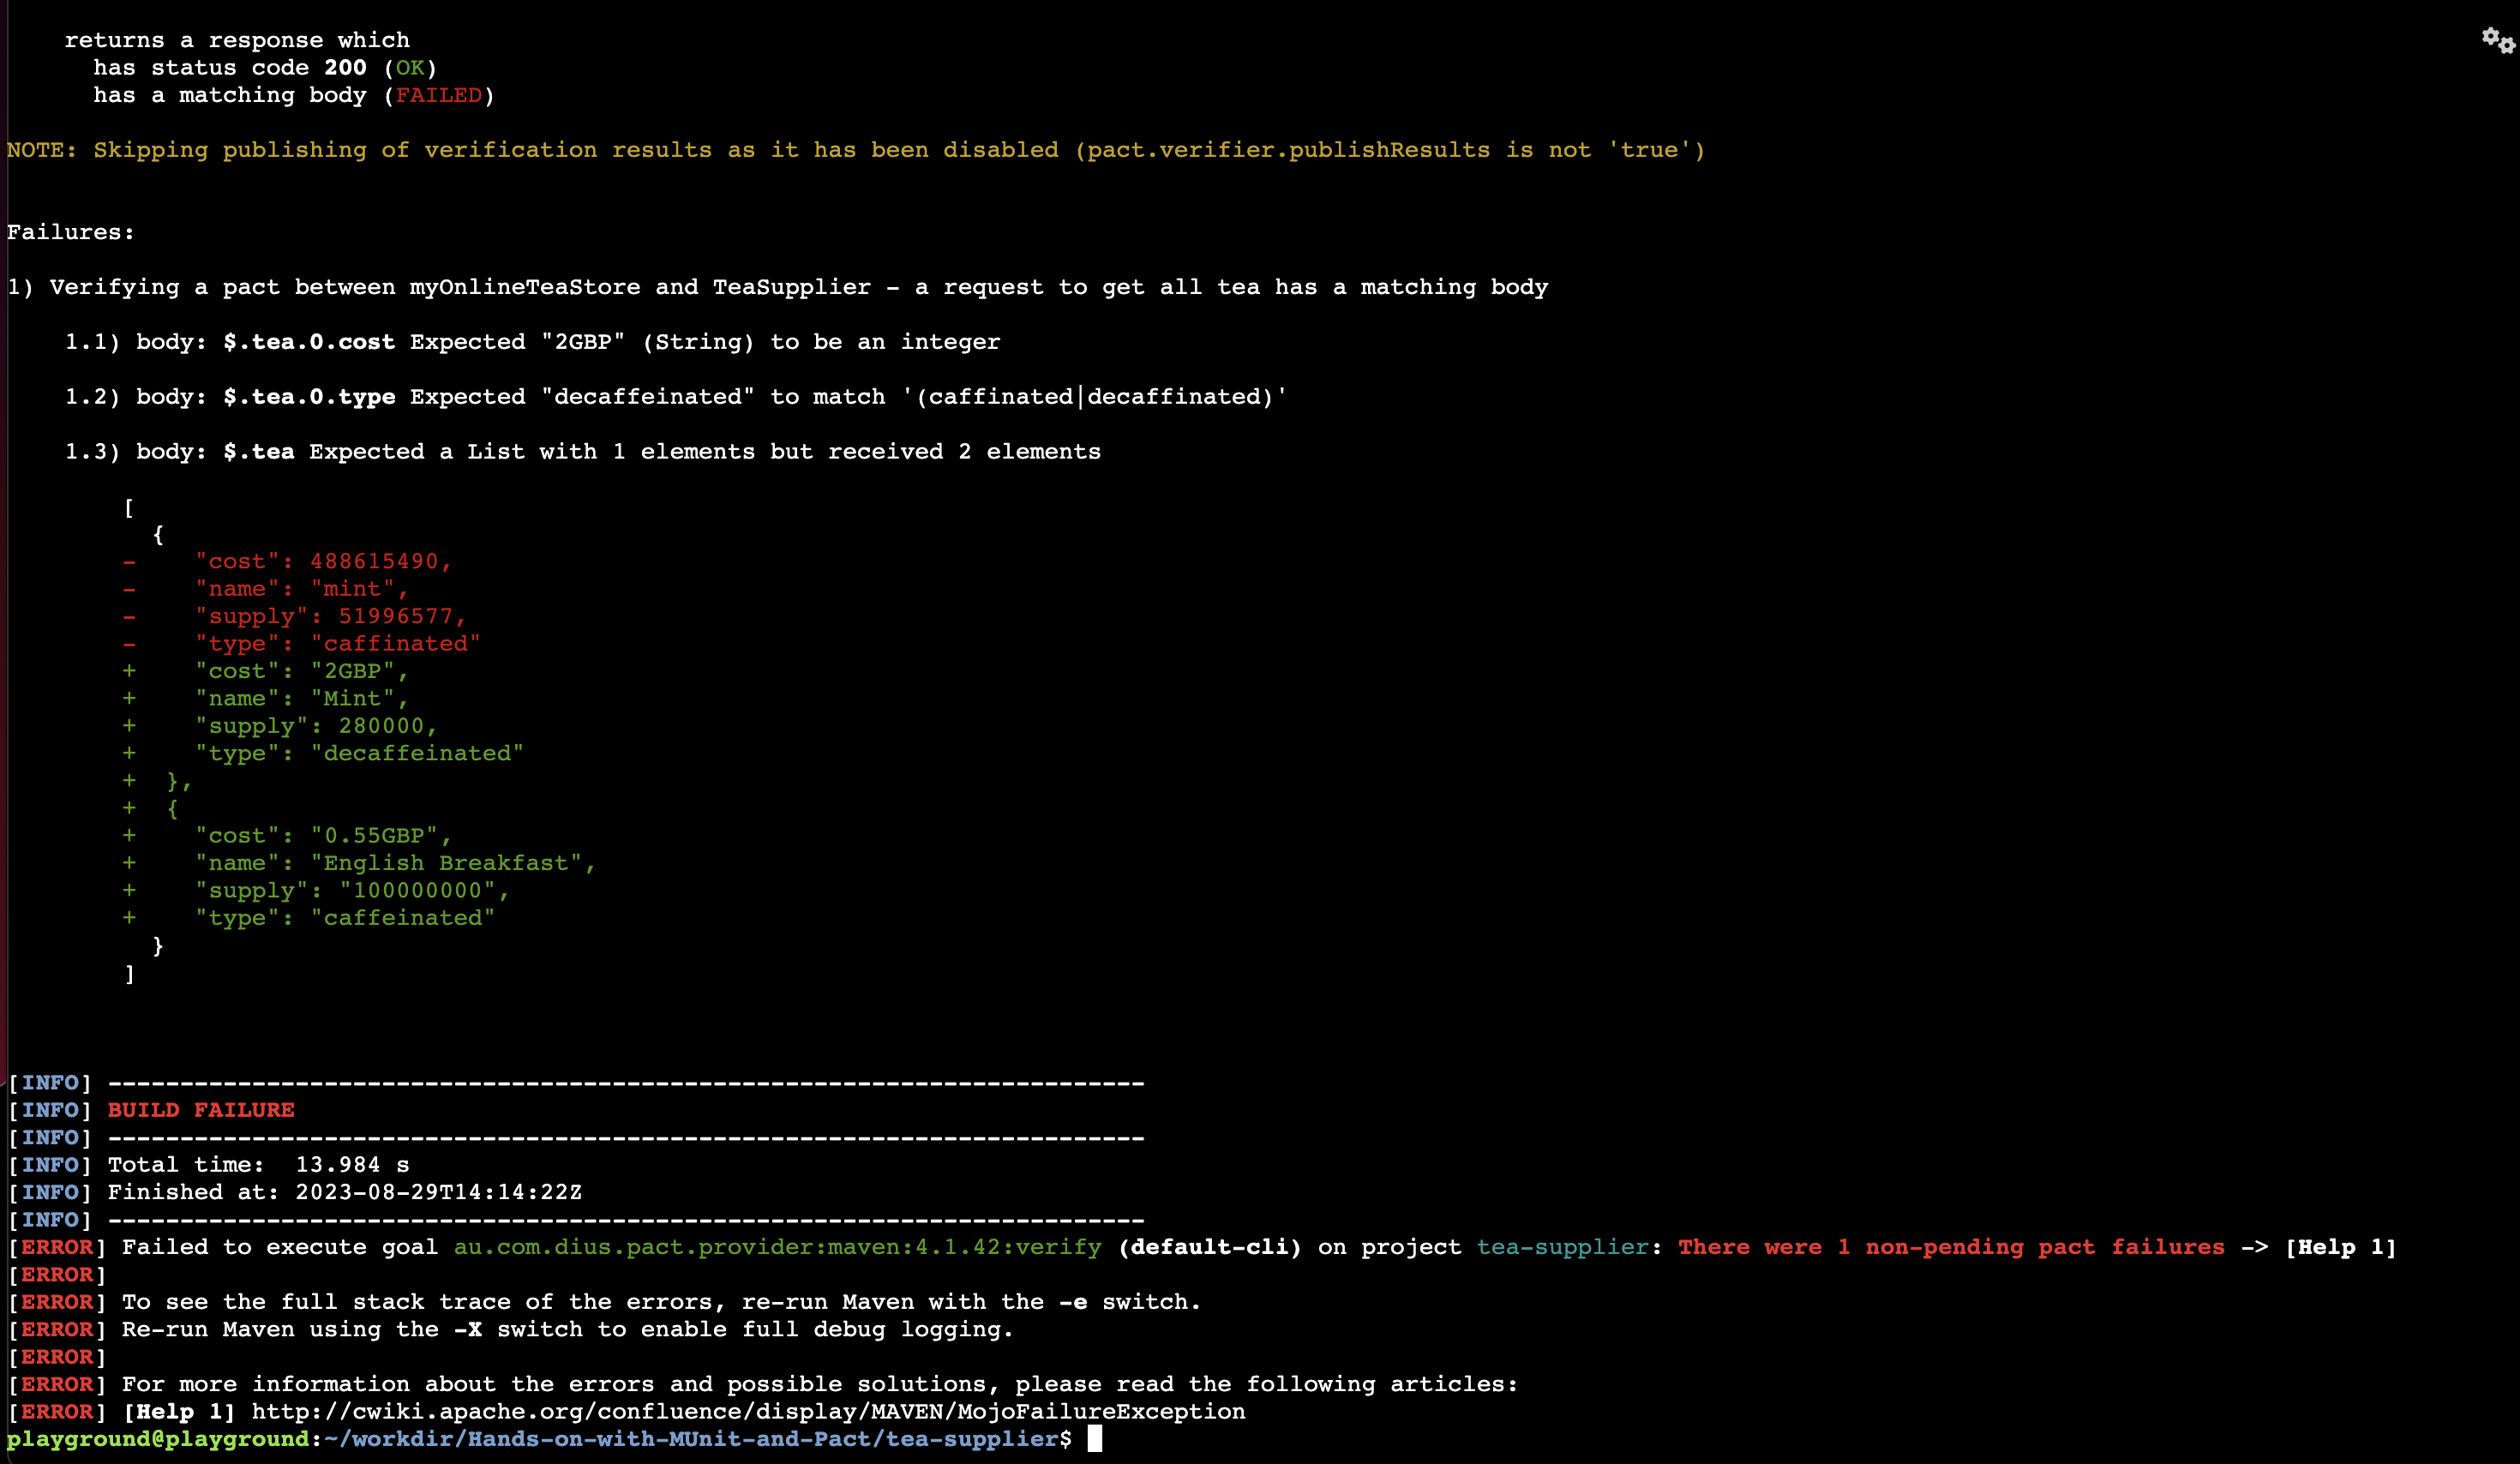 returns a response which
has status code 200 (OK)
has a matching body (FAILED)
NOTE: Skipping publishing of verification results as it has been disabled (pact.verifier.publishResults is not 'true')
Failures:
1) Verifying a pact between myOnlineTeaStore and TeaSupplier - a request to get all tea has a matching body
1.1) body: $.tea.0.cost Expected "2GBP" (String) to be an integer
1.2) body: $.tea.0.type Expected "decaffeinated" to match '(caffinated|decaffinated)'
1.3) body: $.tea Expected a List with 1 elements but received 2 elements
[
{
-    "cost": 488615490,
-    "name": "mint",
-    "supply": 51996577,
-    "type": "caffinated"
+    "cost": "2GBP",
+    "name": "Mint",
+    "supply": 280000,
+    "type": "decaffeinated"
+  },
+  {
+    "cost": "0.55GBP",
+    "name": "English Breakfast",
+    "supply": "100000000",
+    "type": "caffeinated"
}
]
[INFO] ------------------------------------------------------------------------
[INFO] BUILD FAILURE
[INFO] ------------------------------------------------------------------------
[INFO] Total time:  13.984 s
[INFO] Finished at: 2023-08-29T14:14:22Z
[INFO] ------------------------------------------------------------------------
[ERROR] Failed to execute goal au.com.dius.pact.provider:maven:4.1.42:verify (default-cli) on project tea-supplier: There were 1 non-pending pact failures -> [Help 1]
[ERROR]
[ERROR] To see the full stack trace of the errors, re-run Maven with the -e switch.
[ERROR] Re-run Maven using the -X switch to enable full debug logging.
[ERROR]
[ERROR] For more information about the errors and possible solutions, please read the following articles:
[ERROR] [Help 1] http://cwiki.apache.org/confluence/display/MAVEN/MojoFailureException
playground@playground:~/workdir/Hands-on-with-MUnit-and-Pact/tea-supplier$